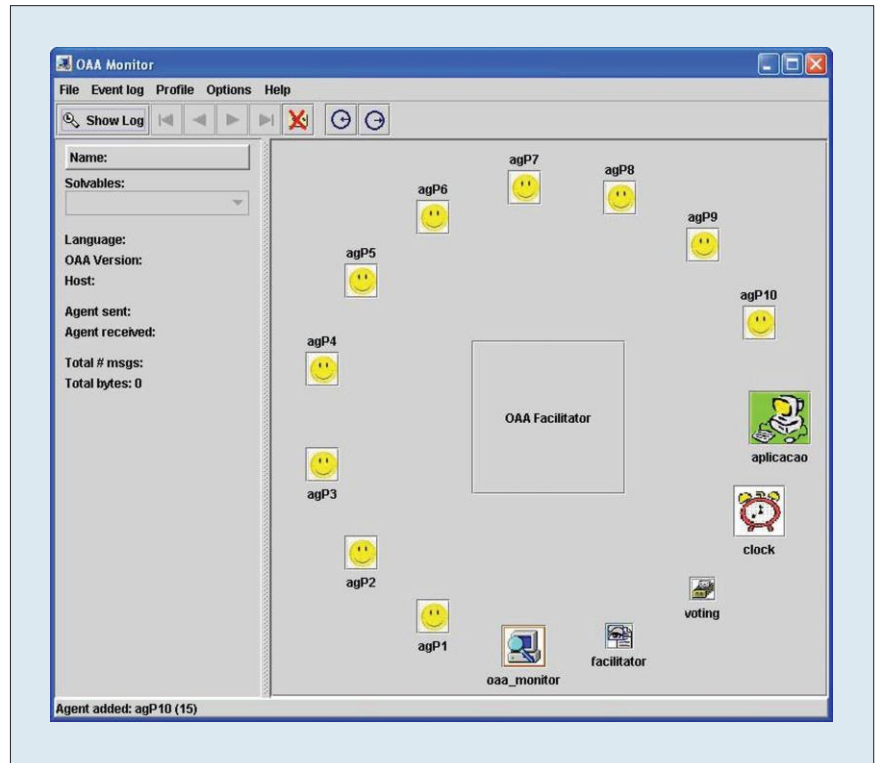 OAA Monitor
File Event log Profile Options Help
Show Log
Name:
Solvables:
Language:
OAA Version:
Host:
Agent sent:
Agent received:
Total # msgs:
Total bytes: 0
agP7
agP8
agP6
agP9
agP5
agP10
agP4
OAA Facilitator
aplicacao
agP3
clock
agP2
voting
agP1
facilitator
oaa_monitor
Agent added: agP10 (15)